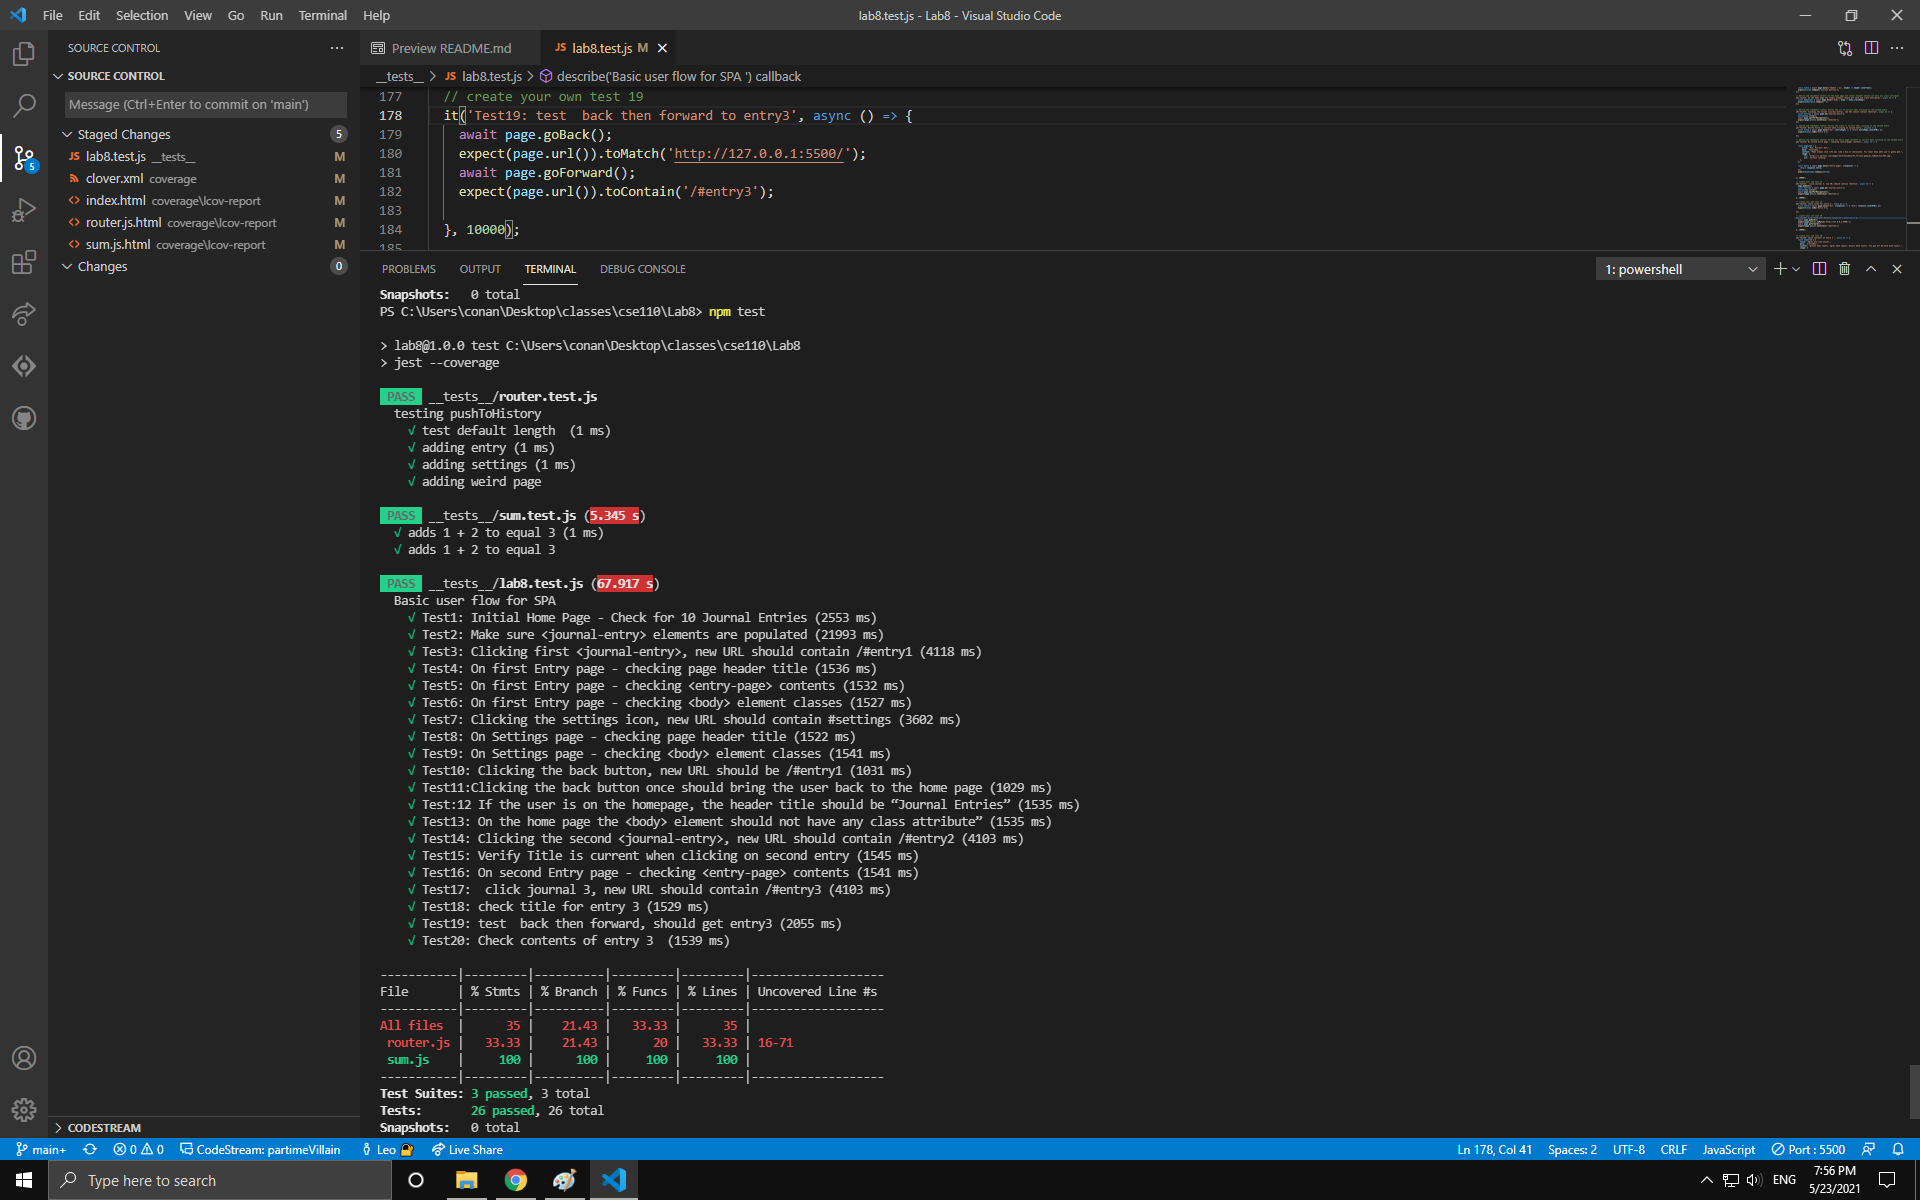 File Edit Selection View Go Run Terminal Help
lab8.test.js - Lab8 - Visual Studio Code
SOURCE CONTROL
SOURCE CONTROL
Message (Ctrl+Enter to commit on 'main')
Staged Changes 5
JS lab8.test.js __tests__ M
clover.xml coverage M
index.html coverage\lcov-report M
router.js.html coverage\lcov-report M
sum.js.html coverage\lcov-report M
Changes 0
5
CODESTREAM
Preview README.md
JS lab8.test.js M
__tests__ > JS lab8.test.js > describe('Basic user flow for SPA ') callback
177 // create your own test 19
178 it('Test19: test  back then forward to entry3', async () => {
179 await page.goBack();
180 expect(page.url()).toMatch('http://127.0.0.1:5500/');
181 await page.goForward();
182 expect(page.url()).toContain('/#entry3');
183
184 }, 10000);
185
PROBLEMS OUTPUT TERMINAL DEBUG CONSOLE
1: powershell
Snapshots:   0 total
PS C:\Users\conan\Desktop\classes\cse110\Lab8> npm test
> lab8@1.0.0 test C:\Users\conan\Desktop\classes\cse110\Lab8
> jest --coverage
PASS __tests__/router.test.js
testing pushToHistory
√ test default length  (1 ms)
√ adding entry (1 ms)
√ adding settings (1 ms)
√ adding weird page
PASS __tests__/sum.test.js (5.345 s)
√ adds 1 + 2 to equal 3 (1 ms)
√ adds 1 + 2 to equal 3
PASS __tests__/lab8.test.js (67.917 s)
Basic user flow for SPA
√ Test1: Initial Home Page - Check for 10 Journal Entries (2553 ms)
√ Test2: Make sure <journal-entry> elements are populated (21993 ms)
√ Test3: Clicking first <journal-entry>, new URL should contain /#entry1 (4118 ms)
√ Test4: On first Entry page - checking page header title (1536 ms)
√ Test5: On first Entry page - checking <entry-page> contents (1532 ms)
√ Test6: On first Entry page - checking <body> element classes (1527 ms)
√ Test7: Clicking the settings icon, new URL should contain #settings (3602 ms)
√ Test8: On Settings page - checking page header title (1522 ms)
√ Test9: On Settings page - checking <body> element classes (1541 ms)
√ Test10: Clicking the back button, new URL should be /#entry1 (1031 ms)
√ Test11:Clicking the back button once should bring the user back to the home page (1029 ms)
√ Test:12 If the user is on the homepage, the header title should be “Journal Entries” (1535 ms)
√ Test13: On the home page the <body> element should not have any class attribute” (1535 ms)
√ Test14: Clicking the second <journal-entry>, new URL should contain /#entry2 (4103 ms)
√ Test15: Verify Title is current when clicking on second entry (1545 ms)
√ Test16: On second Entry page - checking <entry-page> contents (1541 ms)
√ Test17:  click journal 3, new URL should contain /#entry3 (4103 ms)
√ Test18: check title for entry 3 (1529 ms)
√ Test19: test  back then forward, should get entry3 (2055 ms)
√ Test20: Check contents of entry 3  (1539 ms)
-----------|---------|----------|---------|---------|-------------------
File       | % Stmts | % Branch | % Funcs | % Lines | Uncovered Line #s
-----------|---------|----------|---------|---------|-------------------
All files  |      35 |    21.43 |   33.33 |      35 |
router.js |   33.33 |    21.43 |      20 |   33.33 | 16-71
sum.js    |     100 |      100 |     100 |     100 |
-----------|---------|----------|---------|---------|-------------------
Test Suites: 3 passed, 3 total
Tests:       26 passed, 26 total
Snapshots:   0 total
main+ 0 0 CodeStream: partimeVillain Leo Live Share
Ln 178, Col 41 Spaces: 2 UTF-8 CRLF JavaScript Port : 5500
Type here to search
ENG
7:56 PM
5/23/2021